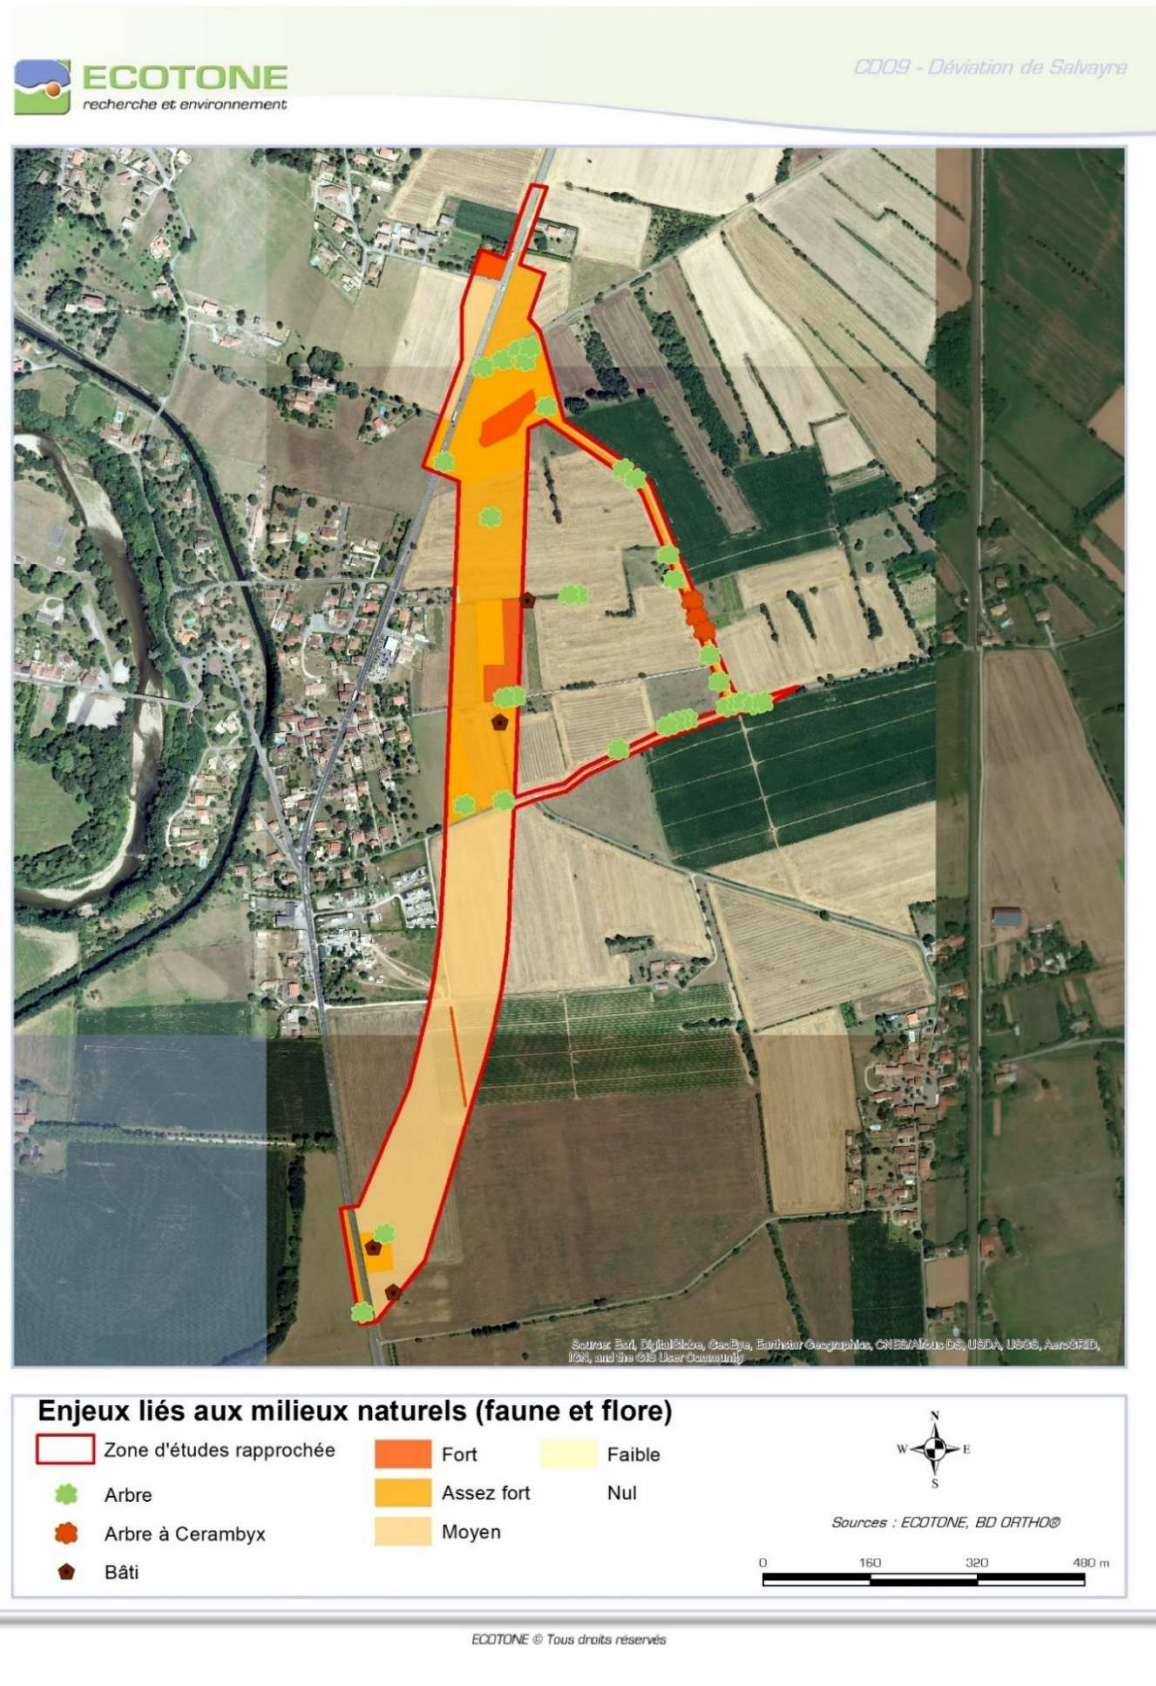 CD09 - Déviation de Salvayre
ECOTONE
recherche et environnement
Source: Esri, DigitalGlobe, GeoEye, Earthstar Geographics, CNES/Airbus DS, USDA, USGS, AeroGRID,
IGN, and the GIS User Community
Enjeux liés aux milieux naturels (faune et flore)
Zone d'études rapprochée
Arbre
Arbre à Cerambyx
Bâti
Fort
Assez fort
Moyen
Faible
Nul
N
W E
S
Sources : ECOTONE, BD ORTHO®
0 160 320 480 m
ECOTONE © Tous droits réservés